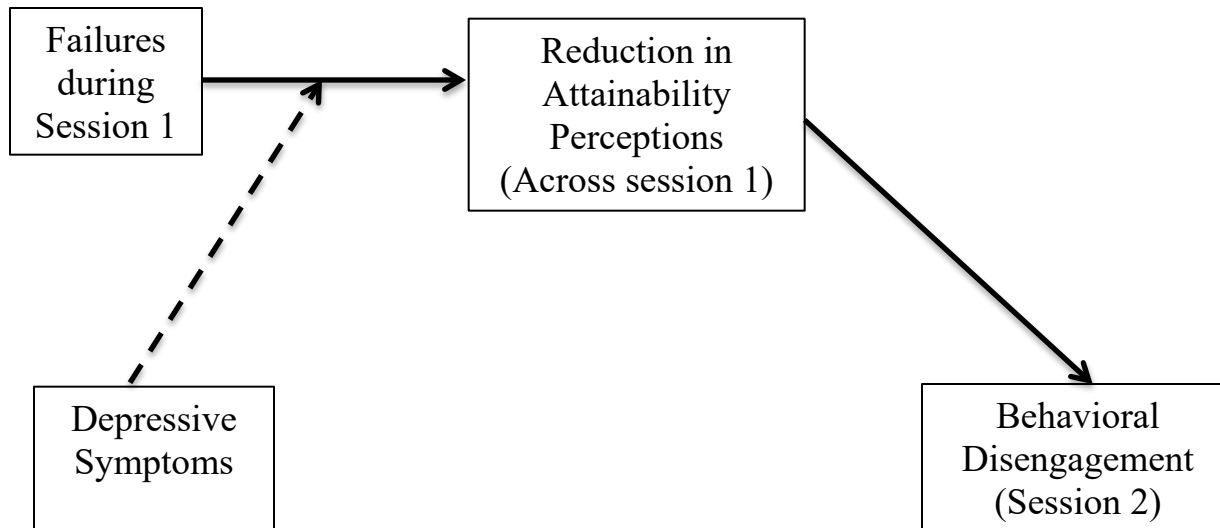 Failures
during
Session 1
Reduction in
Attainability
Perceptions
(Across session 1)
Depressive
Symptoms
Behavioral
Disengagement
(Session 2)